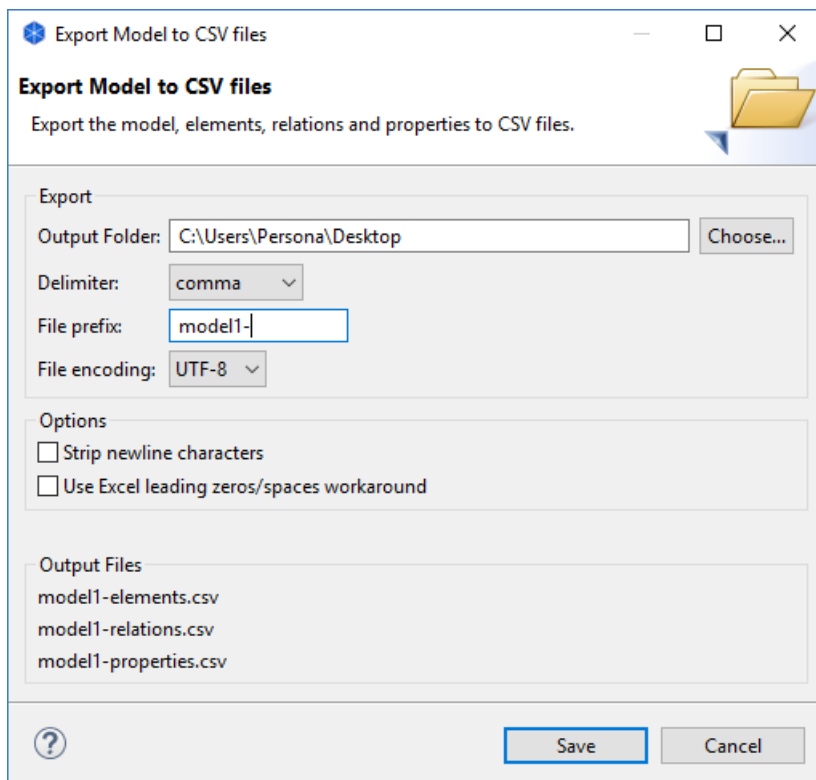 Export Model to CSV files
Export Model to CSV files
Export the model, elements, relations and properties to CSV files.
Export
Output Folder: C:\Users\Persona\Desktop Choose...
Delimiter: comma
File prefix: model1-
File encoding: UTF-8
Options
Strip newline characters
Use Excel leading zeros/spaces workaround
Output Files
model1-elements.csv
model1-relations.csv
model1-properties.csv
? Save Cancel